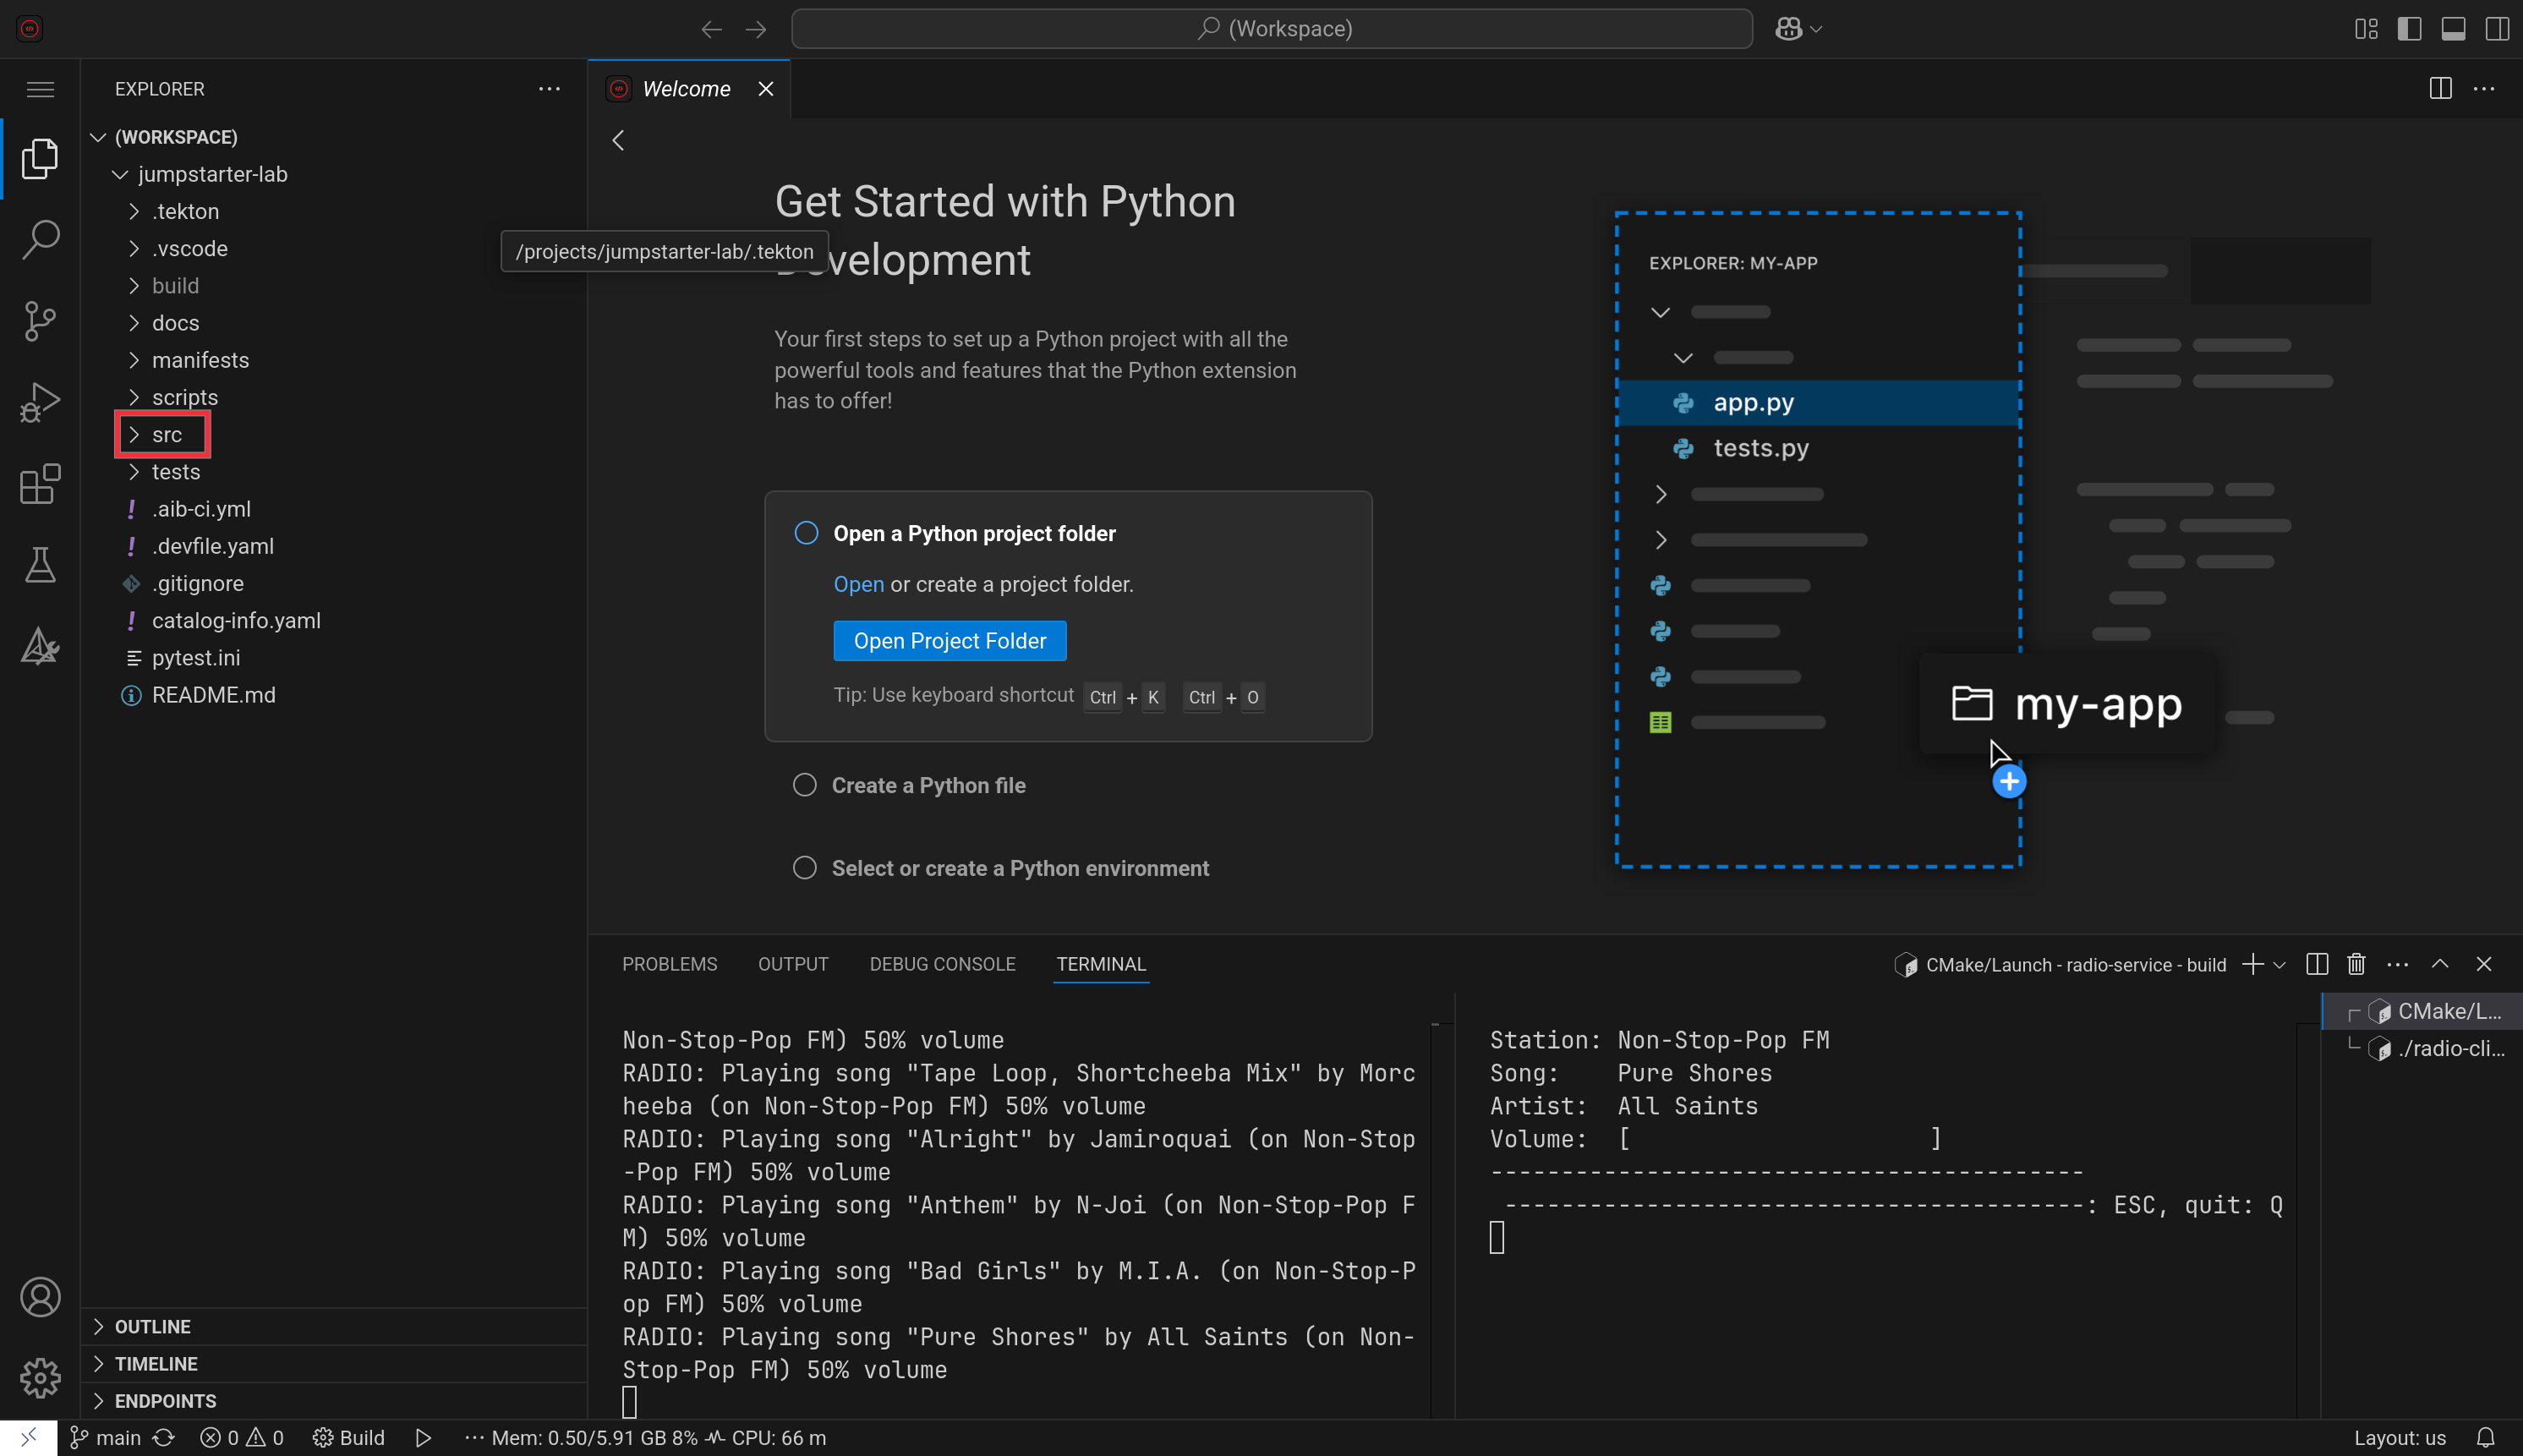 (Workspace)
EXPLORER
Welcome
(WORKSPACE)
jumpstarter-lab
.tekton
.vscode
build
docs
manifests
scripts
src
tests
.aib-ci.yml
.devfile.yaml
.gitignore
catalog-info.yaml
pytest.ini
README.md
/projects/jumpstarter-lab/.tekton
Get Started with Python
velopment
Your first steps to set up a Python project with all the
powerful tools and features that the Python extension
has to offer!
Open a Python project folder
Open or create a project folder.
Open Project Folder
Tip: Use keyboard shortcut Ctrl + K Ctrl + O
Create a Python file
Select or create a Python environment
EXPLORER: MY-APP
app.py
tests.py
my-app
PROBLEMS OUTPUT DEBUG CONSOLE TERMINAL
CMake/Launch - radio-service - build
Non-Stop-Pop FM) 50% volume
RADIO: Playing song "Tape Loop, Shortcheeba Mix" by Morc
heeba (on Non-Stop-Pop FM) 50% volume
RADIO: Playing song "Alright" by Jamiroquai (on Non-Stop
-Pop FM) 50% volume
RADIO: Playing song "Anthem" by N-Joi (on Non-Stop-Pop F
M) 50% volume
RADIO: Playing song "Bad Girls" by M.I.A. (on Non-Stop-P
op FM) 50% volume
RADIO: Playing song "Pure Shores" by All Saints (on Non-
Stop-Pop FM) 50% volume
Station: Non-Stop-Pop FM
Song: Pure Shores
Artist: All Saints
Volume: [ ]
------------------------------------------
-----------------------------------------: ESC, quit: Q
CMake/L...
./radio-cli...
OUTLINE
TIMELINE
ENDPOINTS
main 0 0 Build Mem: 0.50/5.91 GB 8% CPU: 66 m
Layout: us